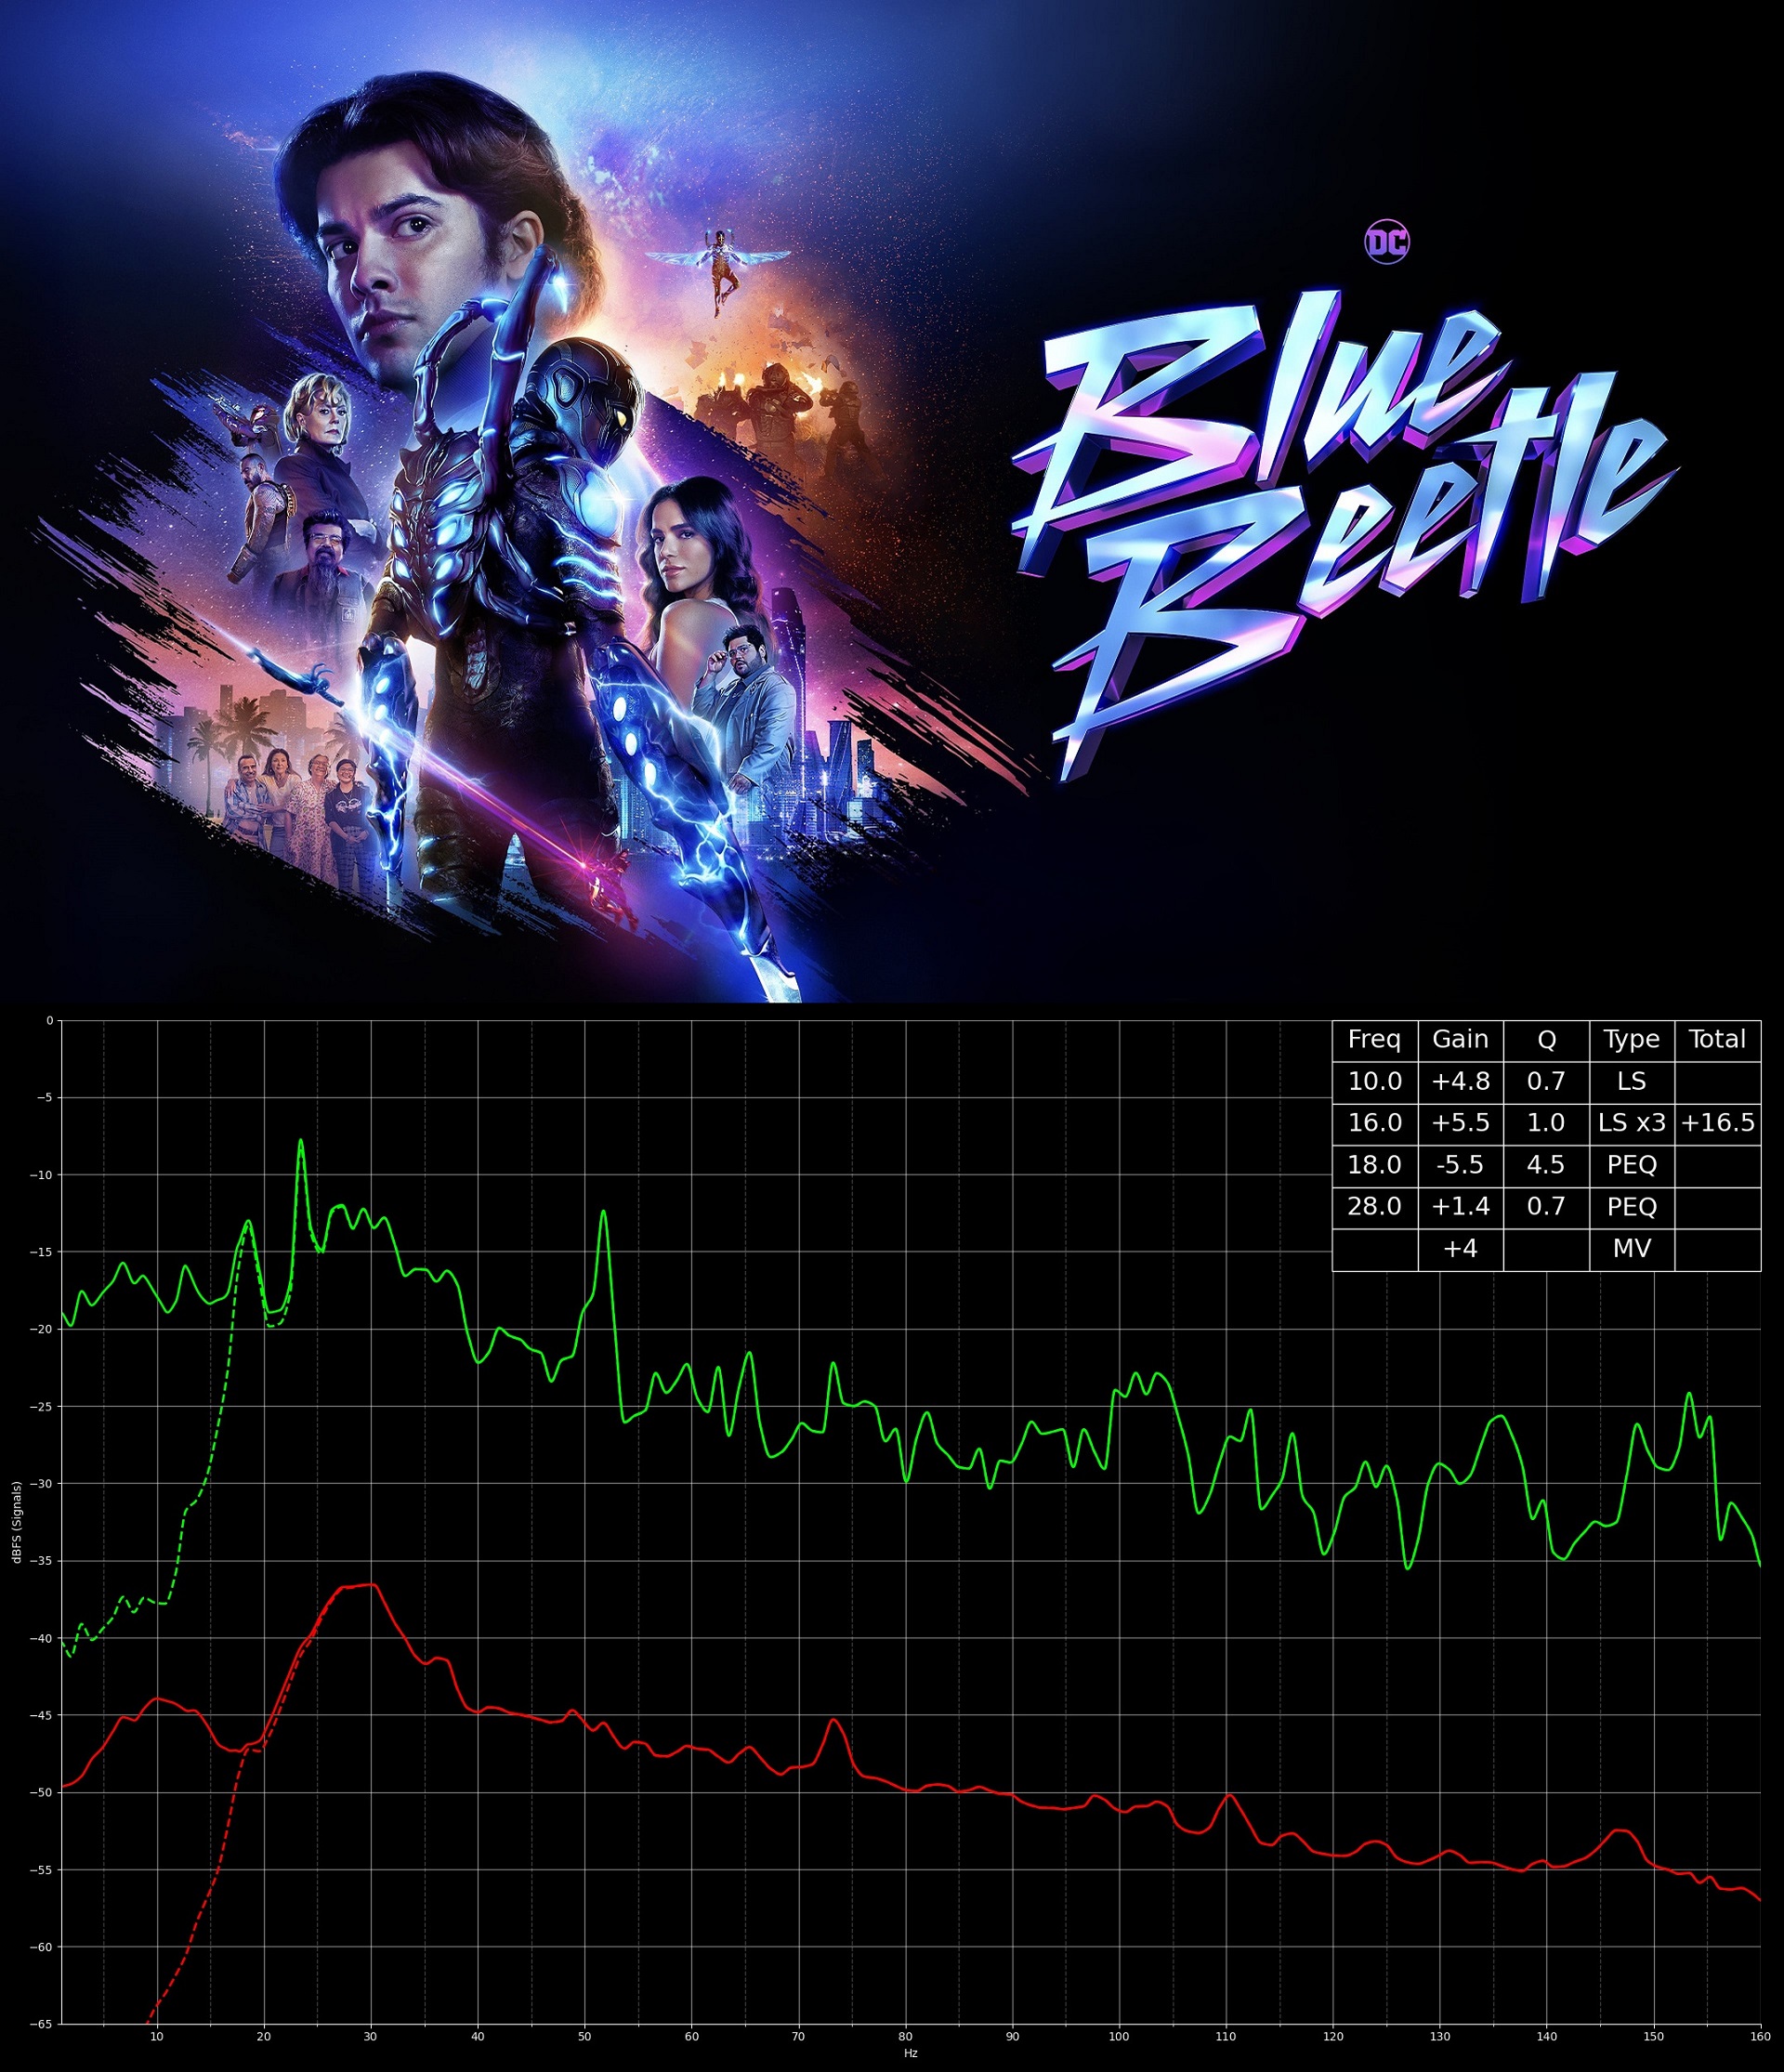 DC
Blue
Beetle
Freq Gain Q Type Total
10.0 +4.8 0.7 LS
16.0 +5.5 1.0 LS x3 +16.5
18.0 -5.5 4.5 PEQ
28.0 +1.4 0.7 PEQ
+4 MV
0
−5
−10
−15
−20
−25
−30
−35
−40
−45
−50
−55
−60
−65
dBFS (Signals)
10 20 30 40 50 60 70 80 90 100 110 120 130 140 150 160
Hz